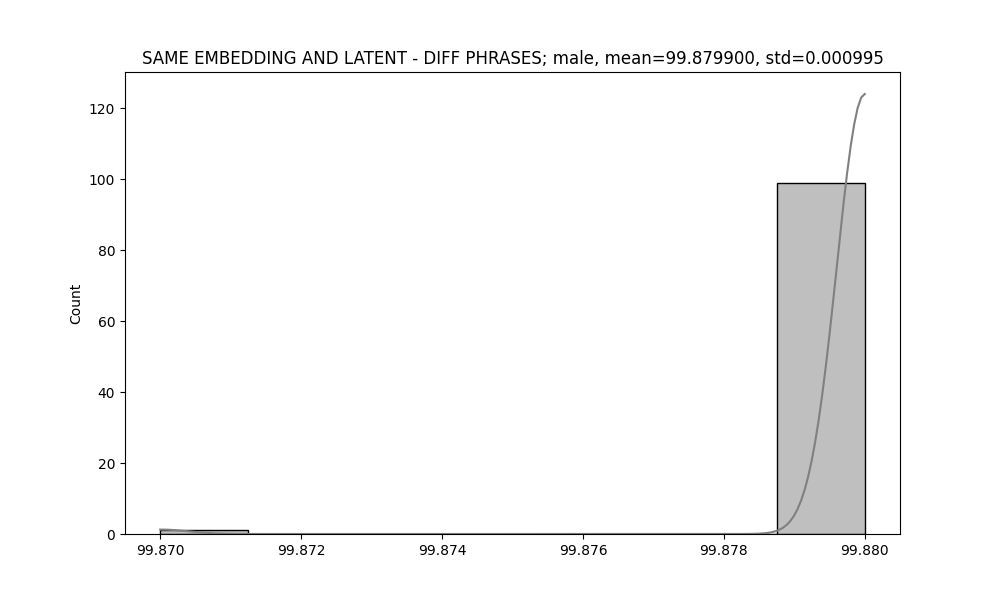 SAME EMBEDDING AND LATENT - DIFF PHRASES; male, mean=99.879900, std=0.000995
120
100
80
60
40
20
0
Count
99.870 99.872 99.874 99.876 99.878 99.880